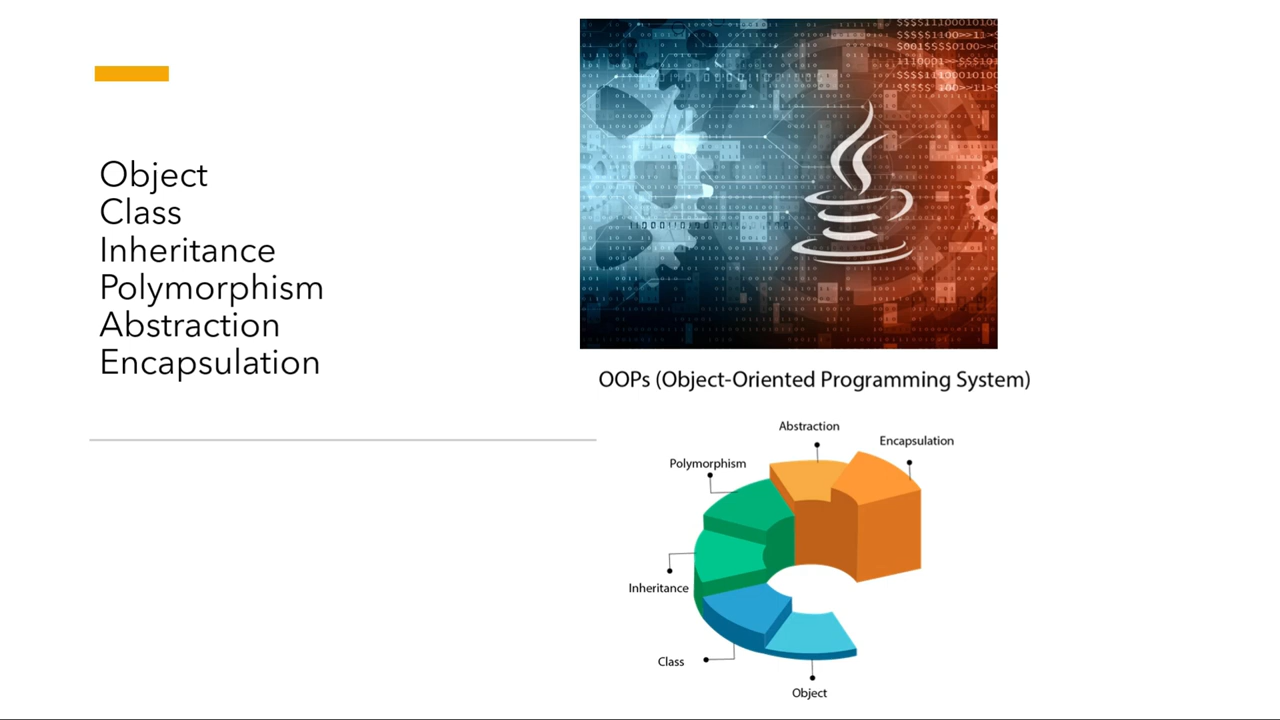 Object
Class
Inheritance
Polymorphism
Abstraction
Encapsulation
OOPs (Object-Oriented Programming System)
Abstraction
Encapsulation
Polymorphism
Inheritance
Class
Object